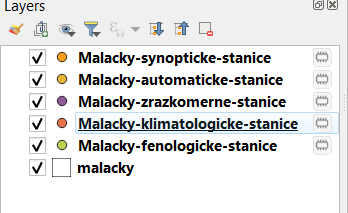 Layers
Malacky-synopticke-stanice
Malacky-automaticke-stanice
Malacky-zrazkomerne-stanice
Malacky-klimatologicke-stanice
Malacky-fenologicke-stanice
malacky